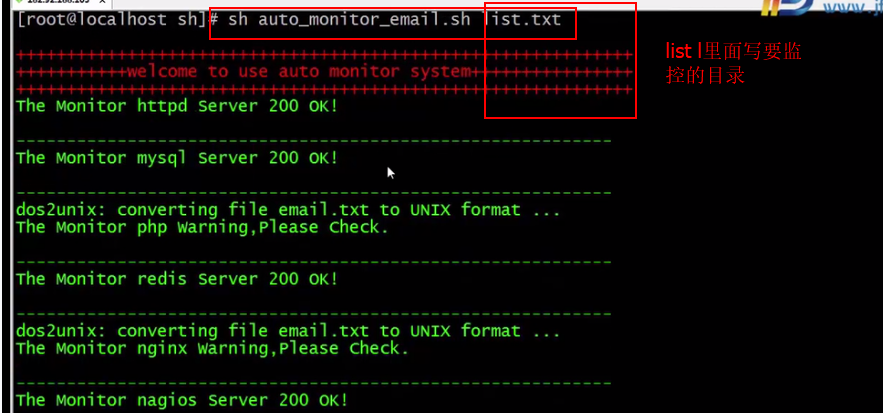 [root@localhost sh]# sh auto_monitor_email.sh list.txt
list l里面写要监
控的目录
+++++++++++++++++++++++++++++++++++++++++++++++++++++++++++++
+++++++++++welcome to use auto monitor system++++++++++++++++
+++++++++++++++++++++++++++++++++++++++++++++++++++++++++++++
The Monitor httpd Server 200 OK!
-----------------------------------------------------------
The Monitor mysql Server 200 OK!
-----------------------------------------------------------
dos2unix: converting file email.txt to UNIX format ...
The Monitor php Warning,Please Check.
-----------------------------------------------------------
The Monitor redis Server 200 OK!
-----------------------------------------------------------
dos2unix: converting file email.txt to UNIX format ...
The Monitor nginx Warning,Please Check.
-----------------------------------------------------------
The Monitor nagios Server 200 OK!